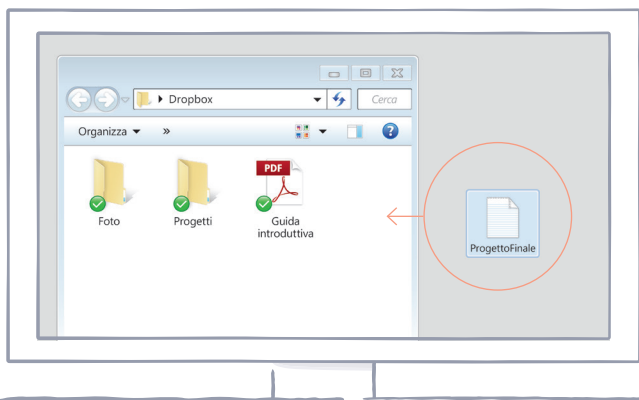 Dropbox
Cerca
Organizza
»
?
PDF
Foto
Progetti
Guida
introduttiva
ProgettoFinale